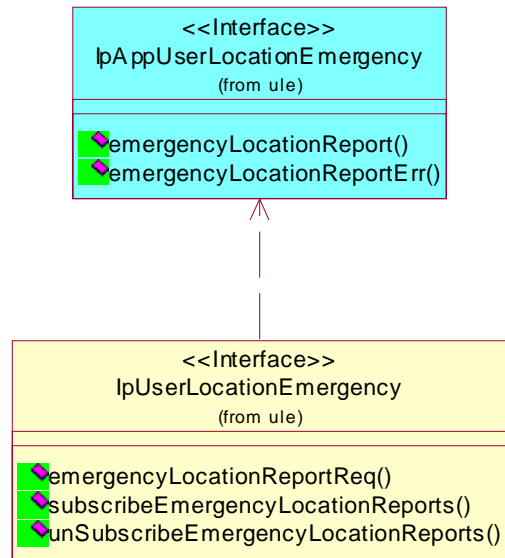 <<Interface>>
IpAppUserLocationEmergency
(from ule)
emergencyLocationReport()
emergencyLocationReportErr()
<<Interface>>
IpUserLocationEmergency
(from ule)
emergencyLocationReportReq()
subscribeEmergencyLocationReports()
unSubscribeEmergencyLocationReports()